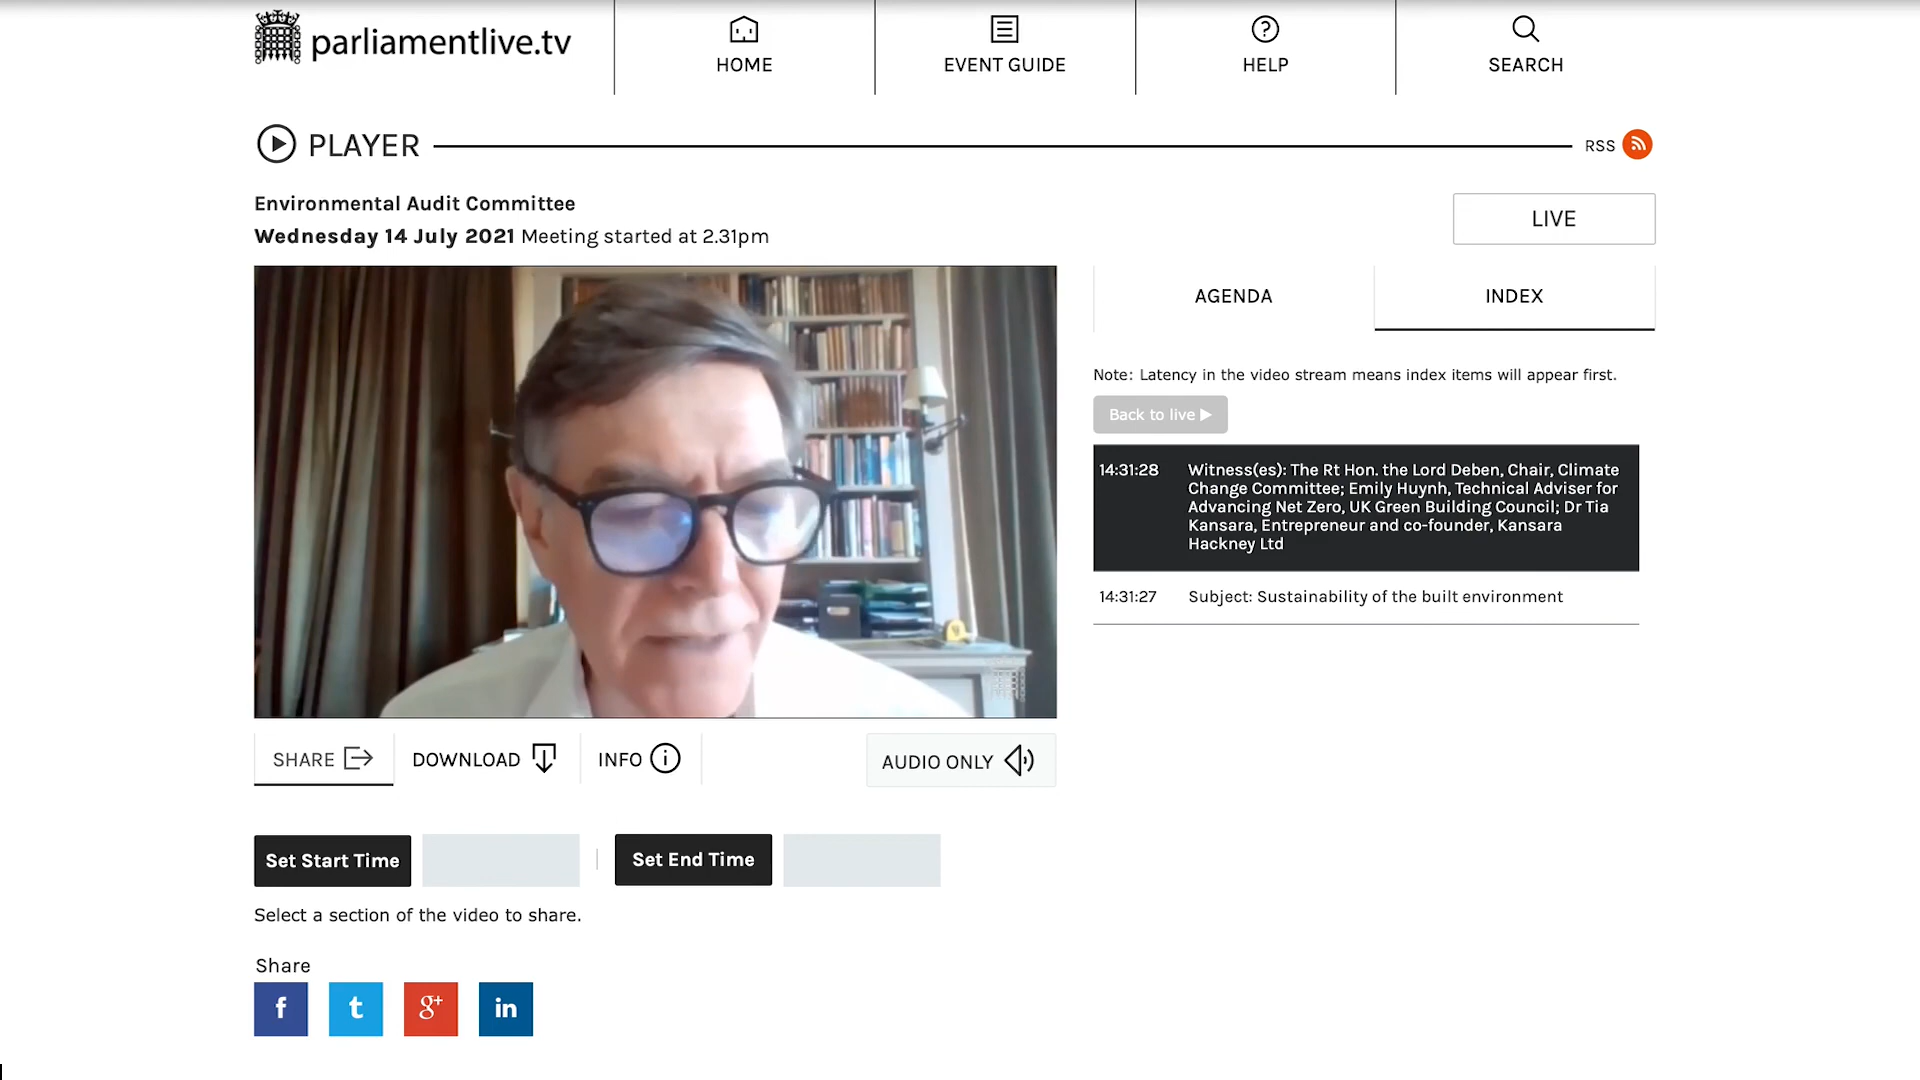 parliamentlive.tv
HOME
EVENT GUIDE
HELP
SEARCH
PLAYER
RSS
Environmental Audit Committee
Wednesday 14 July 2021 Meeting started at 2.31pm
LIVE
AGENDA
INDEX
Note: Latency in the video stream means index items will appear first.
Back to live
14:31:28 Witness(es): The Rt Hon. the Lord Deben, Chair, Climate
Change Committee; Emily Huynh, Technical Adviser for
Advancing Net Zero, UK Green Building Council; Dr Tia
Kansara, Entrepreneur and co-founder, Kansara
Hackney Ltd
14:31:27 Subject: Sustainability of the built environment
SHARE
DOWNLOAD
INFO
AUDIO ONLY
Set Start Time
Set End Time
Select a section of the video to share.
Share
f
t
g+
in